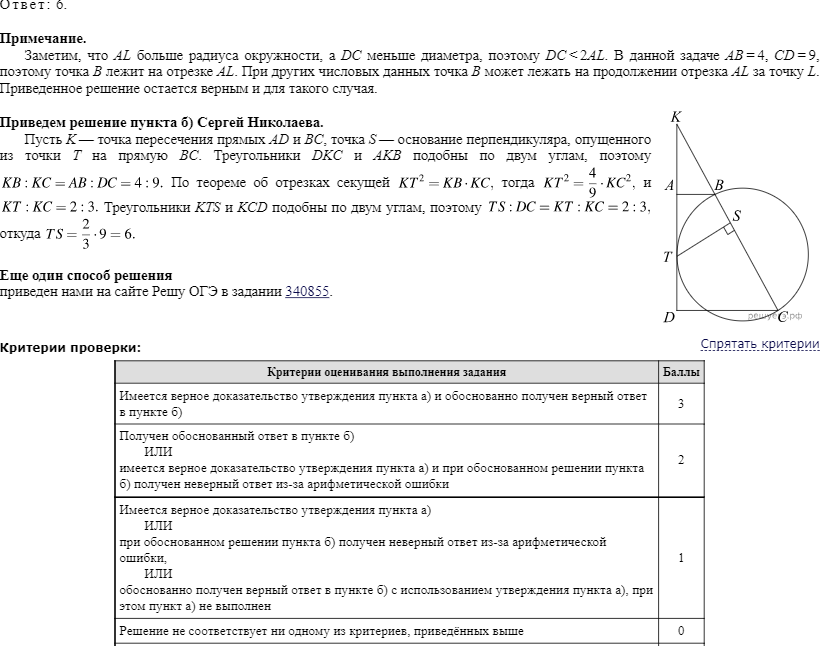 Ответ: 6.
Примечание.
Заметим, что AL больше радиуса окружности, а DC меньше диаметра, поэтому DC < 2AL. В данной задаче AB = 4, CD = 9,
поэтому точка B лежит на отрезке AL. При других числовых данных точка B может лежать на продолжении отрезка AL за точку L.
Приведенное решение остается верным и для такого случая.
Приведем решение пункта б) Сергей Николаева.
Пусть K — точка пересечения прямых AD и BC, точка S — основание перпендикуляра, опущенного
из точки T на прямую BC. Треугольники DKC и AKB подобны по двум углам, поэтому
KB : KC = AB : DC = 4 : 9. По теореме об отрезках секущей KT² = KB · KC, тогда KT² = 4/9 · KC², и
KT : KC = 2 : 3. Треугольники KTS и KCD подобны по двум углам, поэтому TS : DC = KT : KC = 2 : 3,
откуда TS = 2/3 · 9 = 6.
K
A
B
S
T
D
C
решуегэ.рф
Еще один способ решения
приведен нами на сайте Решу ОГЭ в задании 340855.
Спрятать критерии
Критерии проверки:
Критерии оценивания выполнения задания Баллы
Имеется верное доказательство утверждения пункта а) и обоснованно получен верный ответ
в пункте б)
3
Получен обоснованный ответ в пункте б)
ИЛИ
имеется верное доказательство утверждения пункта а) и при обоснованном решении пункта
б) получен неверный ответ из-за арифметической ошибки
2
Имеется верное доказательство утверждения пункта а)
ИЛИ
при обоснованном решении пункта б) получен неверный ответ из-за арифметической
ошибки,
ИЛИ
обоснованно получен верный ответ в пункте б) с использованием утверждения пункта а), при
этом пункт а) не выполнен
1
Решение не соответствует ни одному из критериев, приведённых выше 0